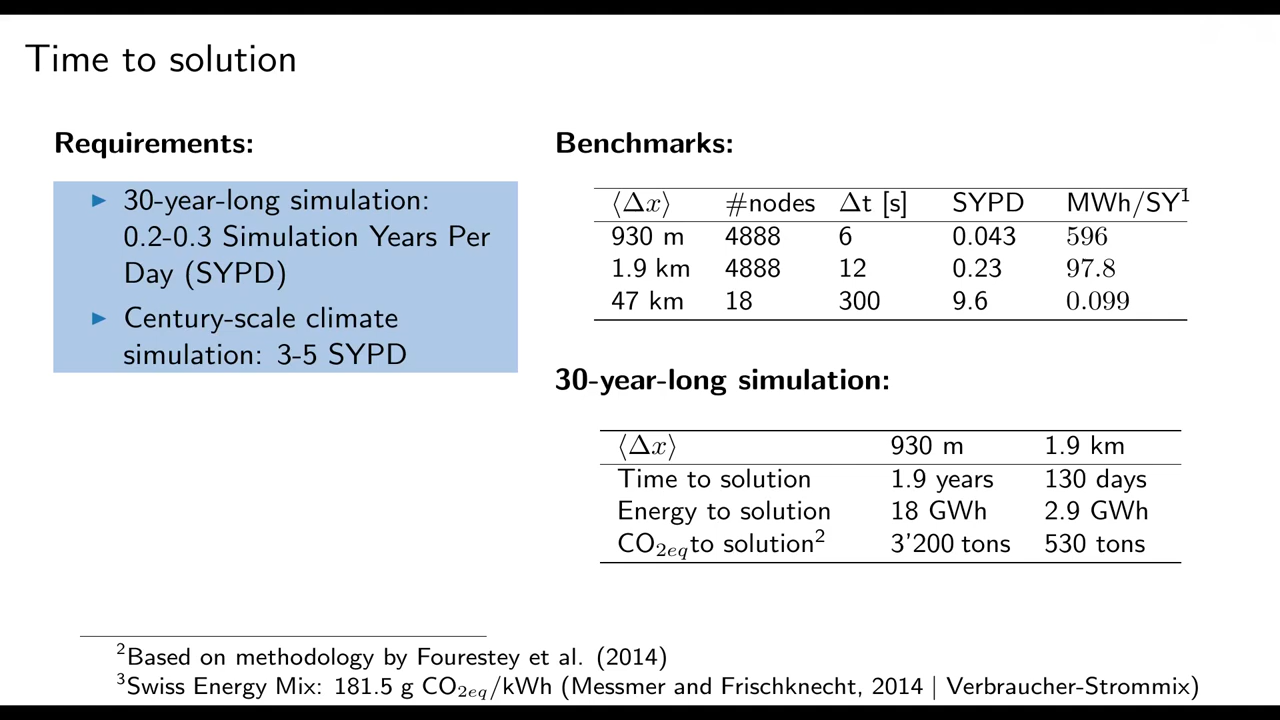 Time to solution
Requirements:
▶ 30-year-long simulation:
0.2-0.3 Simulation Years Per
Day (SYPD)
▶ Century-scale climate
simulation: 3-5 SYPD
Benchmarks:
⟨Δx⟩ #nodes Δt [s] SYPD MWh/SY¹
930 m 4888 6 0.043 596
1.9 km 4888 12 0.23 97.8
47 km 18 300 9.6 0.099
30-year-long simulation:
⟨Δx⟩ 930 m 1.9 km
Time to solution 1.9 years 130 days
Energy to solution 18 GWh 2.9 GWh
CO₂eq to solution² 3'200 tons 530 tons
²Based on methodology by Fourestey et al. (2014)
³Swiss Energy Mix: 181.5 g CO₂eq/kWh (Messmer and Frischknecht, 2014 | Verbraucher-Strommix)